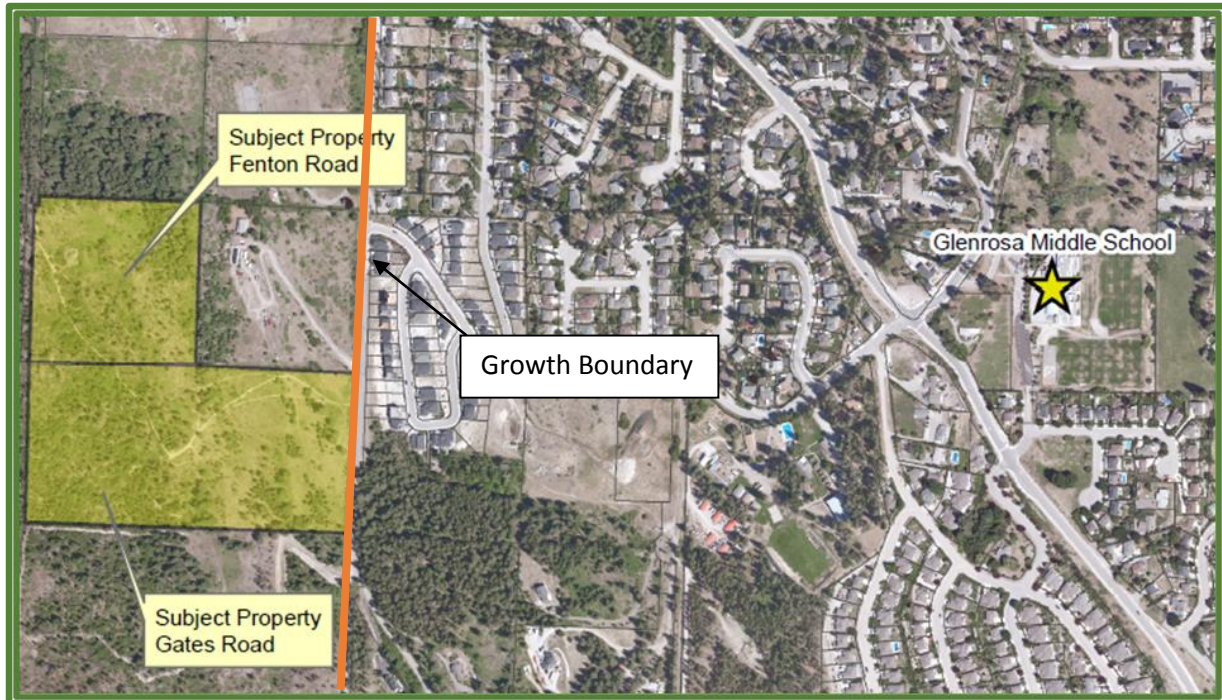 Subject Property
Fenton Road
Glenrosa Middle School
Growth Boundary
Subject Property
Gates Road